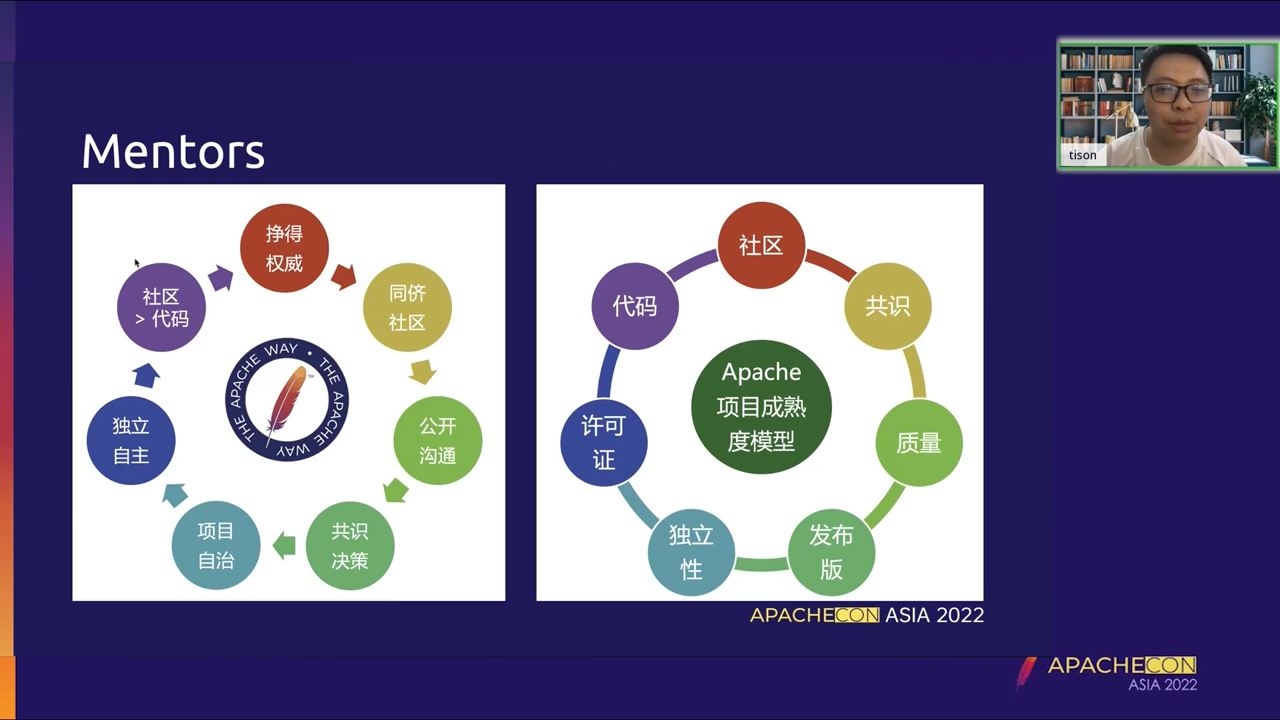 tison
Mentors
挣得
权威
同侪
社区
公开
沟通
共识
决策
项目
自治
独立
自主
社区
> 代码
THE APACHE WAY • THE APACHE WAY
TM
社区
共识
质量
发布
版
独立
性
许可
证
代码
Apache
项目成熟
度模型
APACHECON ASIA 2022
APACHECON
ASIA 2022